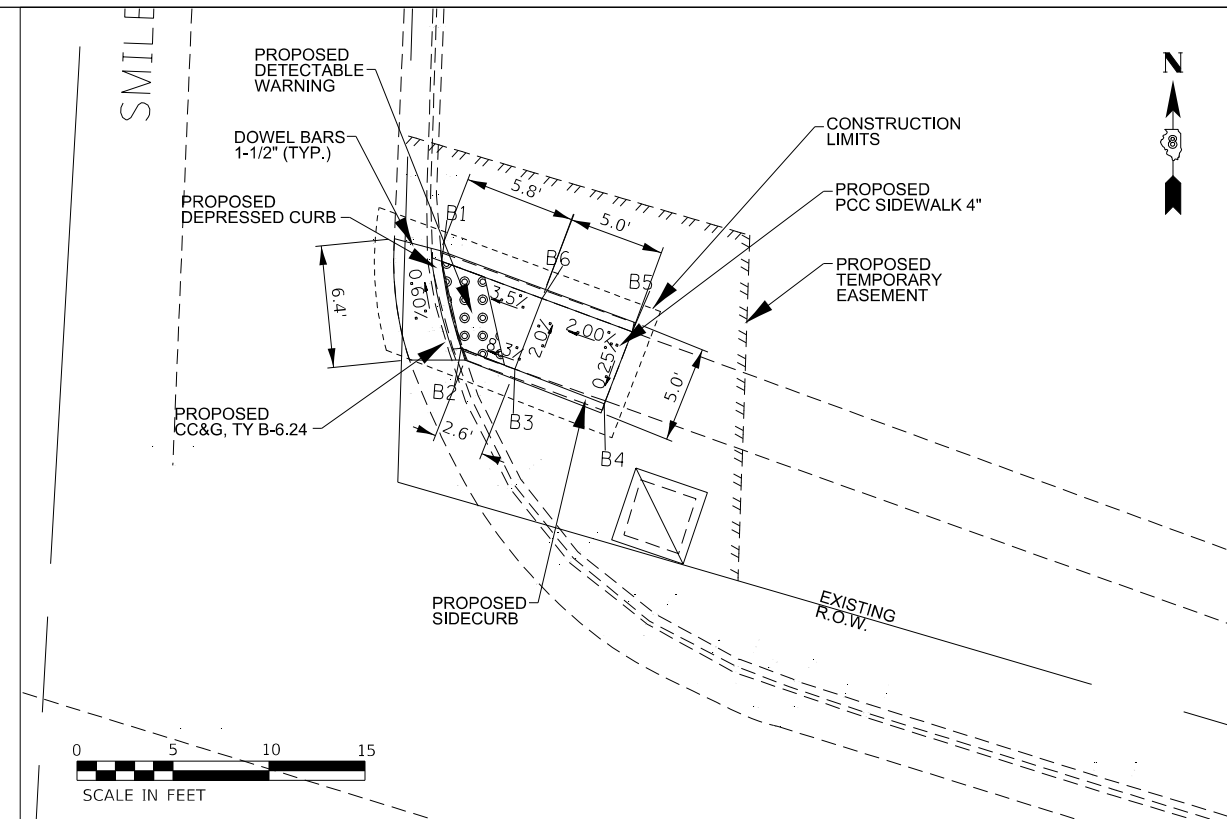 SMILE
PROPOSED
DETECTABLE
WARNING
N
DOWEL BARS
1-1/2" (TYP.)
CONSTRUCTION
LIMITS
PROPOSED
DEPRESSED CURB
PROPOSED
PCC SIDEWALK 4"
5.8'
5.0'
B1
B6
B5
PROPOSED
TEMPORARY
EASEMENT
6.4'
0.60%
3.5%
2.00%
8.3%
2.0%
0.25%
5.0'
PROPOSED
CC&G, TY B-6.24
B2
B3
2.6'
B4
PROPOSED
SIDECURB
EXISTING
R.O.W.
0 5 10 15
SCALE IN FEET